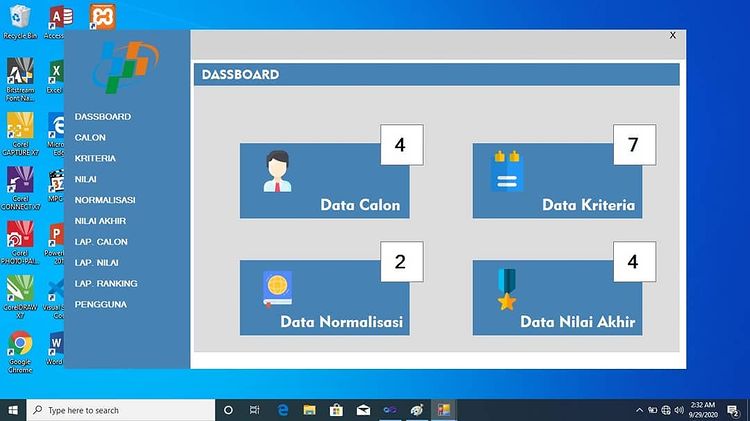 Recycle Bin
Access
Bitstream Font Na...
Excel
Corel CAPTURE X7
Micro Edg
Corel CONNECT X7
MPC
Corel PHOTO-PAI...
Power 201
CorelDRAW X7
Visual S Co
Google Chrome
Word
X
DASSBOARD
DASSBOARD
CALON
KRITERIA
NILAI
NORMALISASI
NILAI AKHIR
LAP. CALON
LAP. NILAI
LAP. RANKING
PENGGUNA
4
Data Calon
7
Data Kriteria
2
Data Normalisasi
4
Data Nilai Akhir
Type here to search
2:32 AM
9/29/2020
2